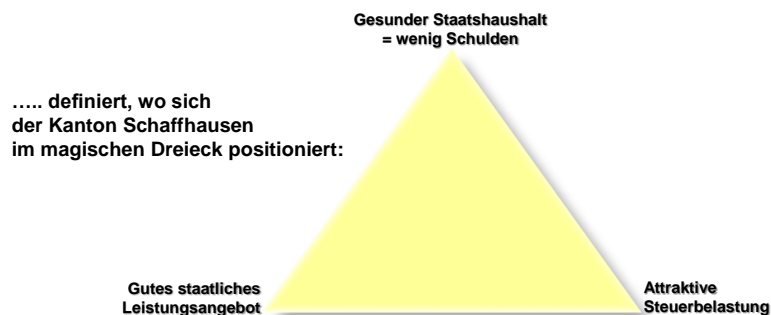 Gesunder Staatshaushalt
= wenig Schulden
….. definiert, wo sich
der Kanton Schaffhausen
im magischen Dreieck positioniert:
Gutes staatliches
Leistungsangebot
Attraktive
Steuerbelastung